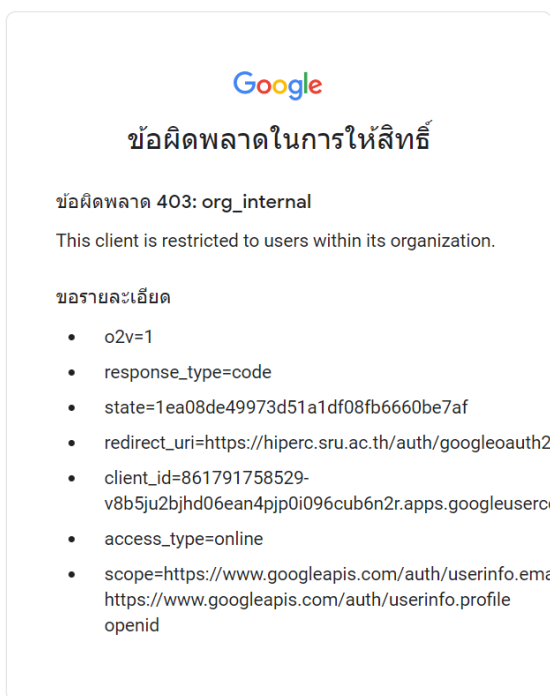 Google
ข้อผิดพลาดในการให้สิทธิ์
ข้อผิดพลาด 403: org_internal
This client is restricted to users within its organization.
ขอรายละเอียด
• o2v=1
• response_type=code
• state=1ea08de49973d51a1df08fb6660be7af
• redirect_uri=https://hiperc.sru.ac.th/auth/googleoauth2
• client_id=861791758529-
v8b5ju2bjhd06ean4pjp0i096cub6n2r.apps.googleuserc
• access_type=online
• scope=https://www.googleapis.com/auth/userinfo.ema
https://www.googleapis.com/auth/userinfo.profile
openid